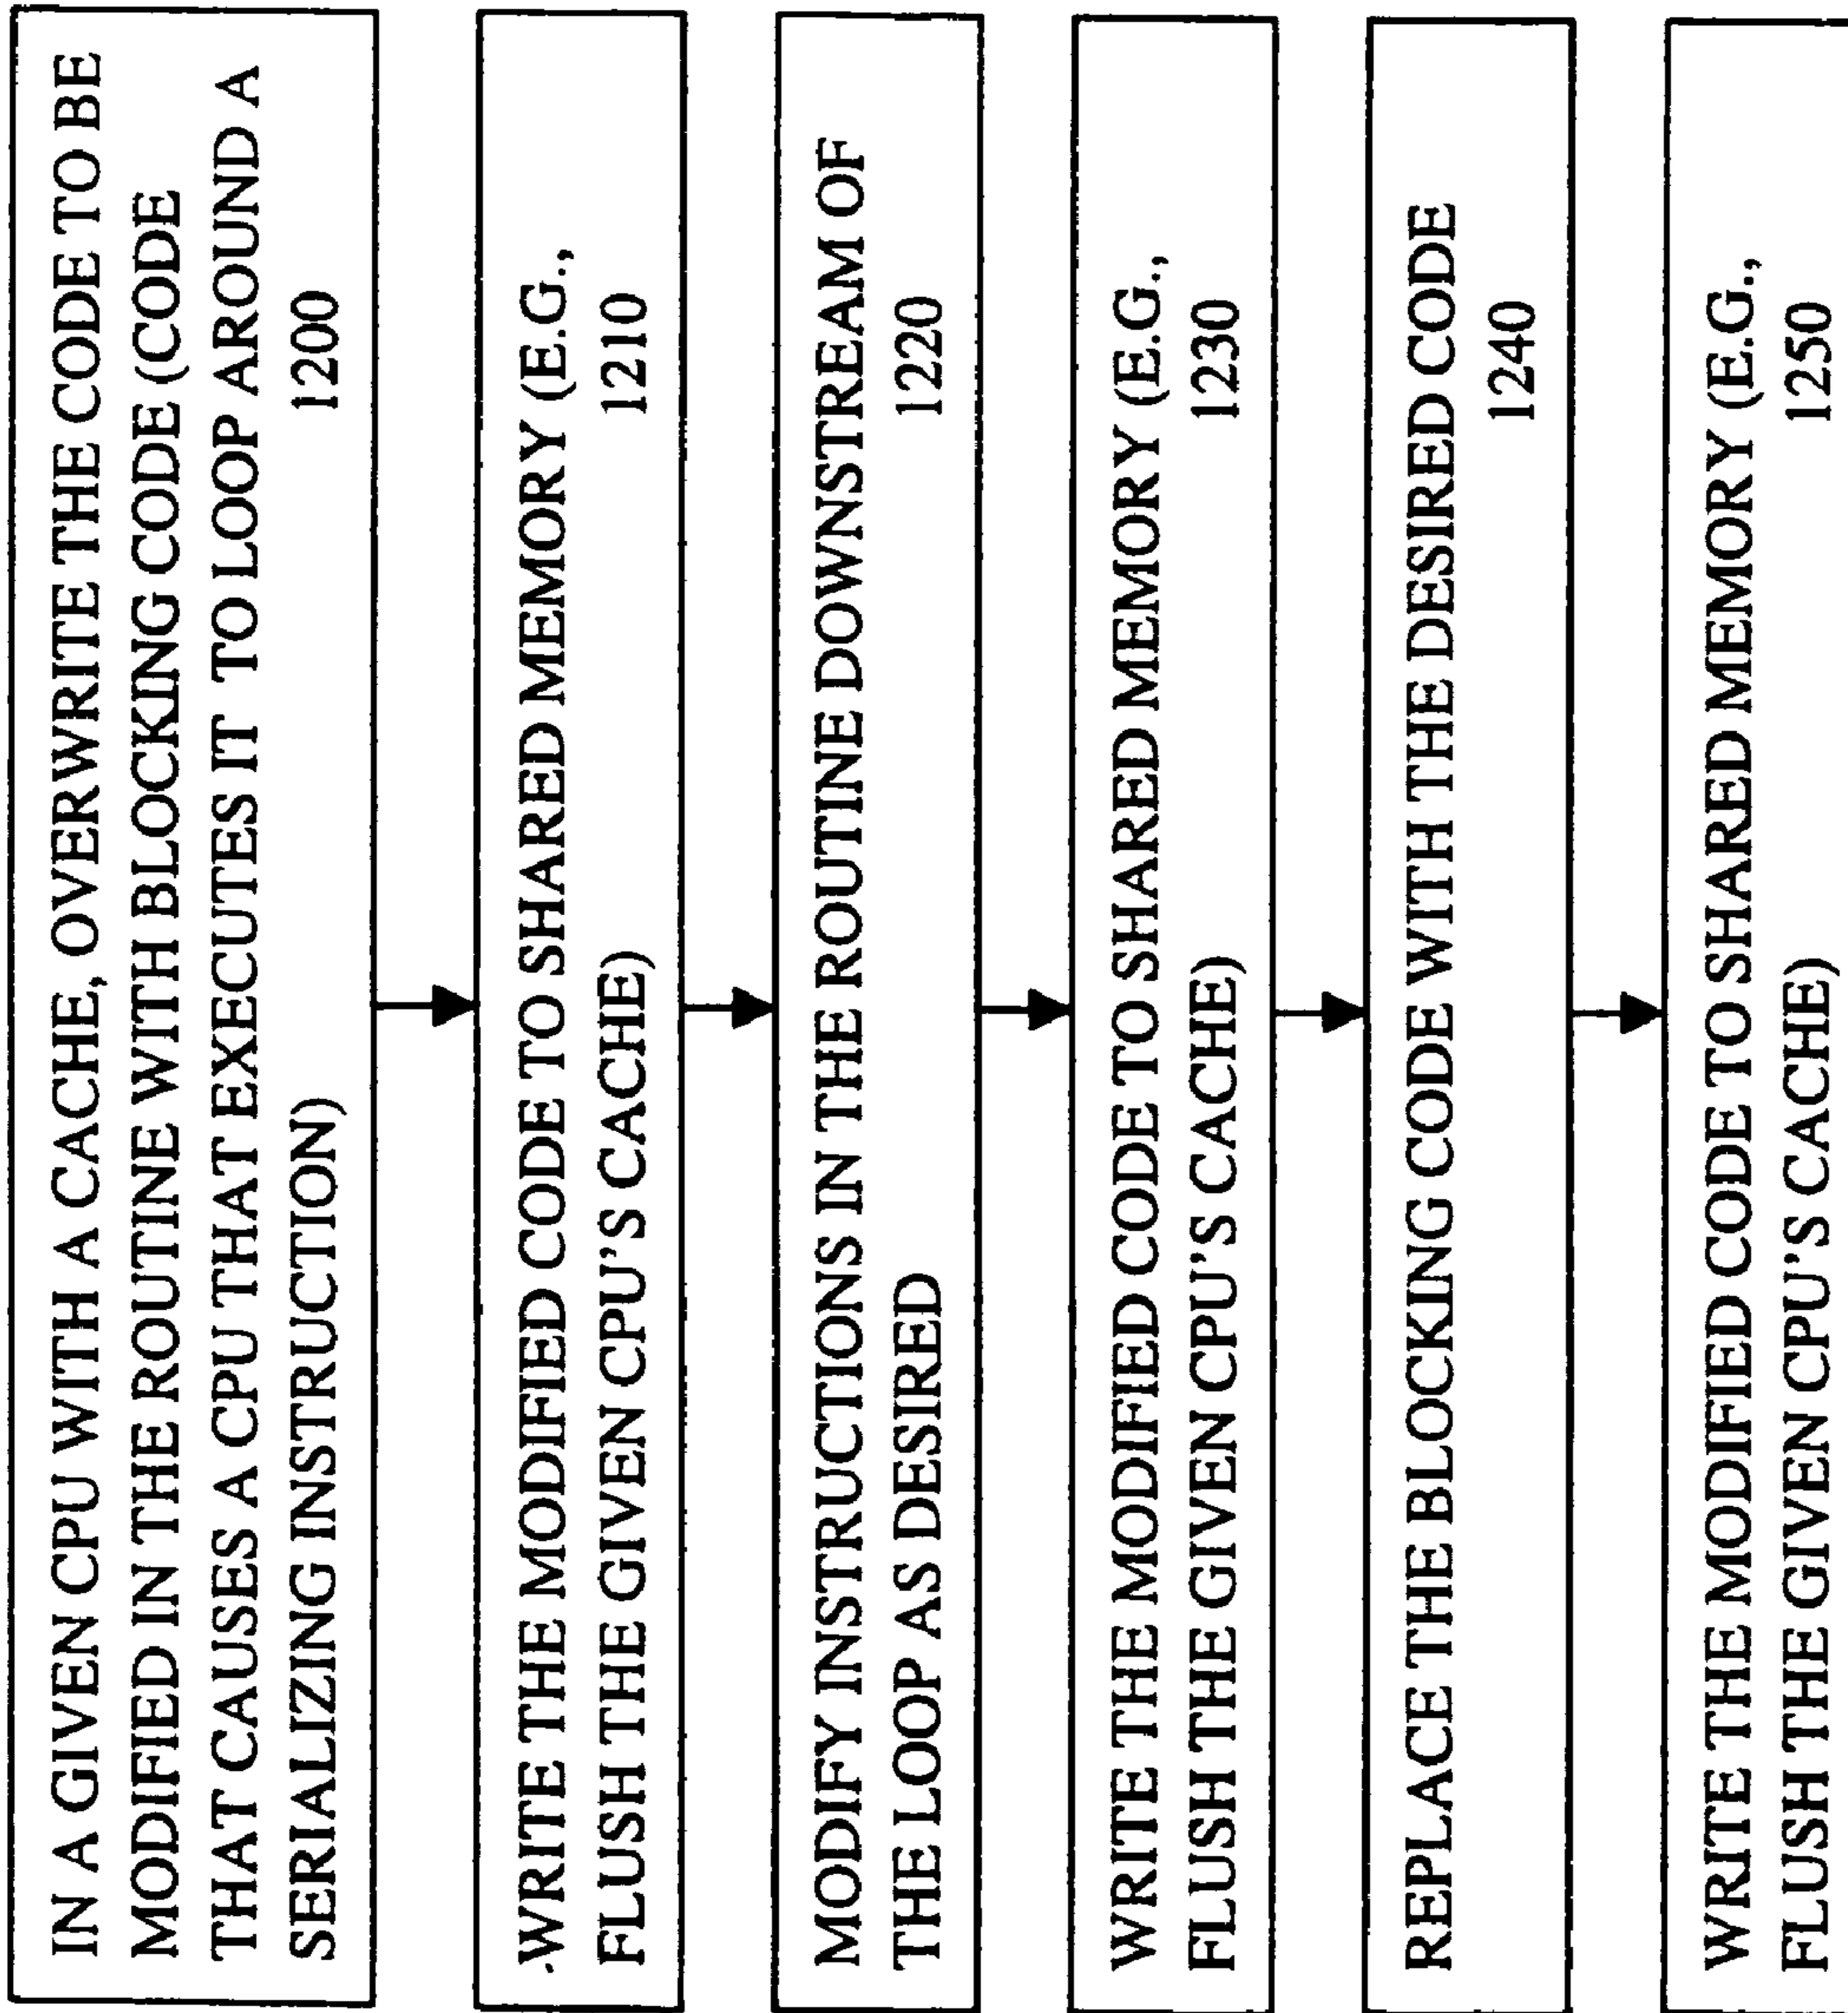 IN A GIVEN CPU WITH A CACHE, OVERWRITE THE CODE TO BE
MODIFIED IN THE ROUTINE WITH BLOCKING CODE (CODE
THAT CAUSES A CPU THAT EXECUTES IT TO LOOP AROUND A
SERIALIZING INSTRUCTION) 1200
WRITE THE MODIFIED CODE TO SHARED MEMORY (E.G.,
FLUSH THE GIVEN CPU'S CACHE) 1210
MODIFY INSTRUCTIONS IN THE ROUTINE DOWNSTREAM OF
THE LOOP AS DESIRED 1220
WRITE THE MODIFIED CODE TO SHARED MEMORY (E.G.,
FLUSH THE GIVEN CPU'S CACHE) 1230
REPLACE THE BLOCKING CODE WITH THE DESIRED CODE
1240
WRITE THE MODIFIED CODE TO SHARED MEMORY (E.G.,
FLUSH THE GIVEN CPU'S CACHE) 1250